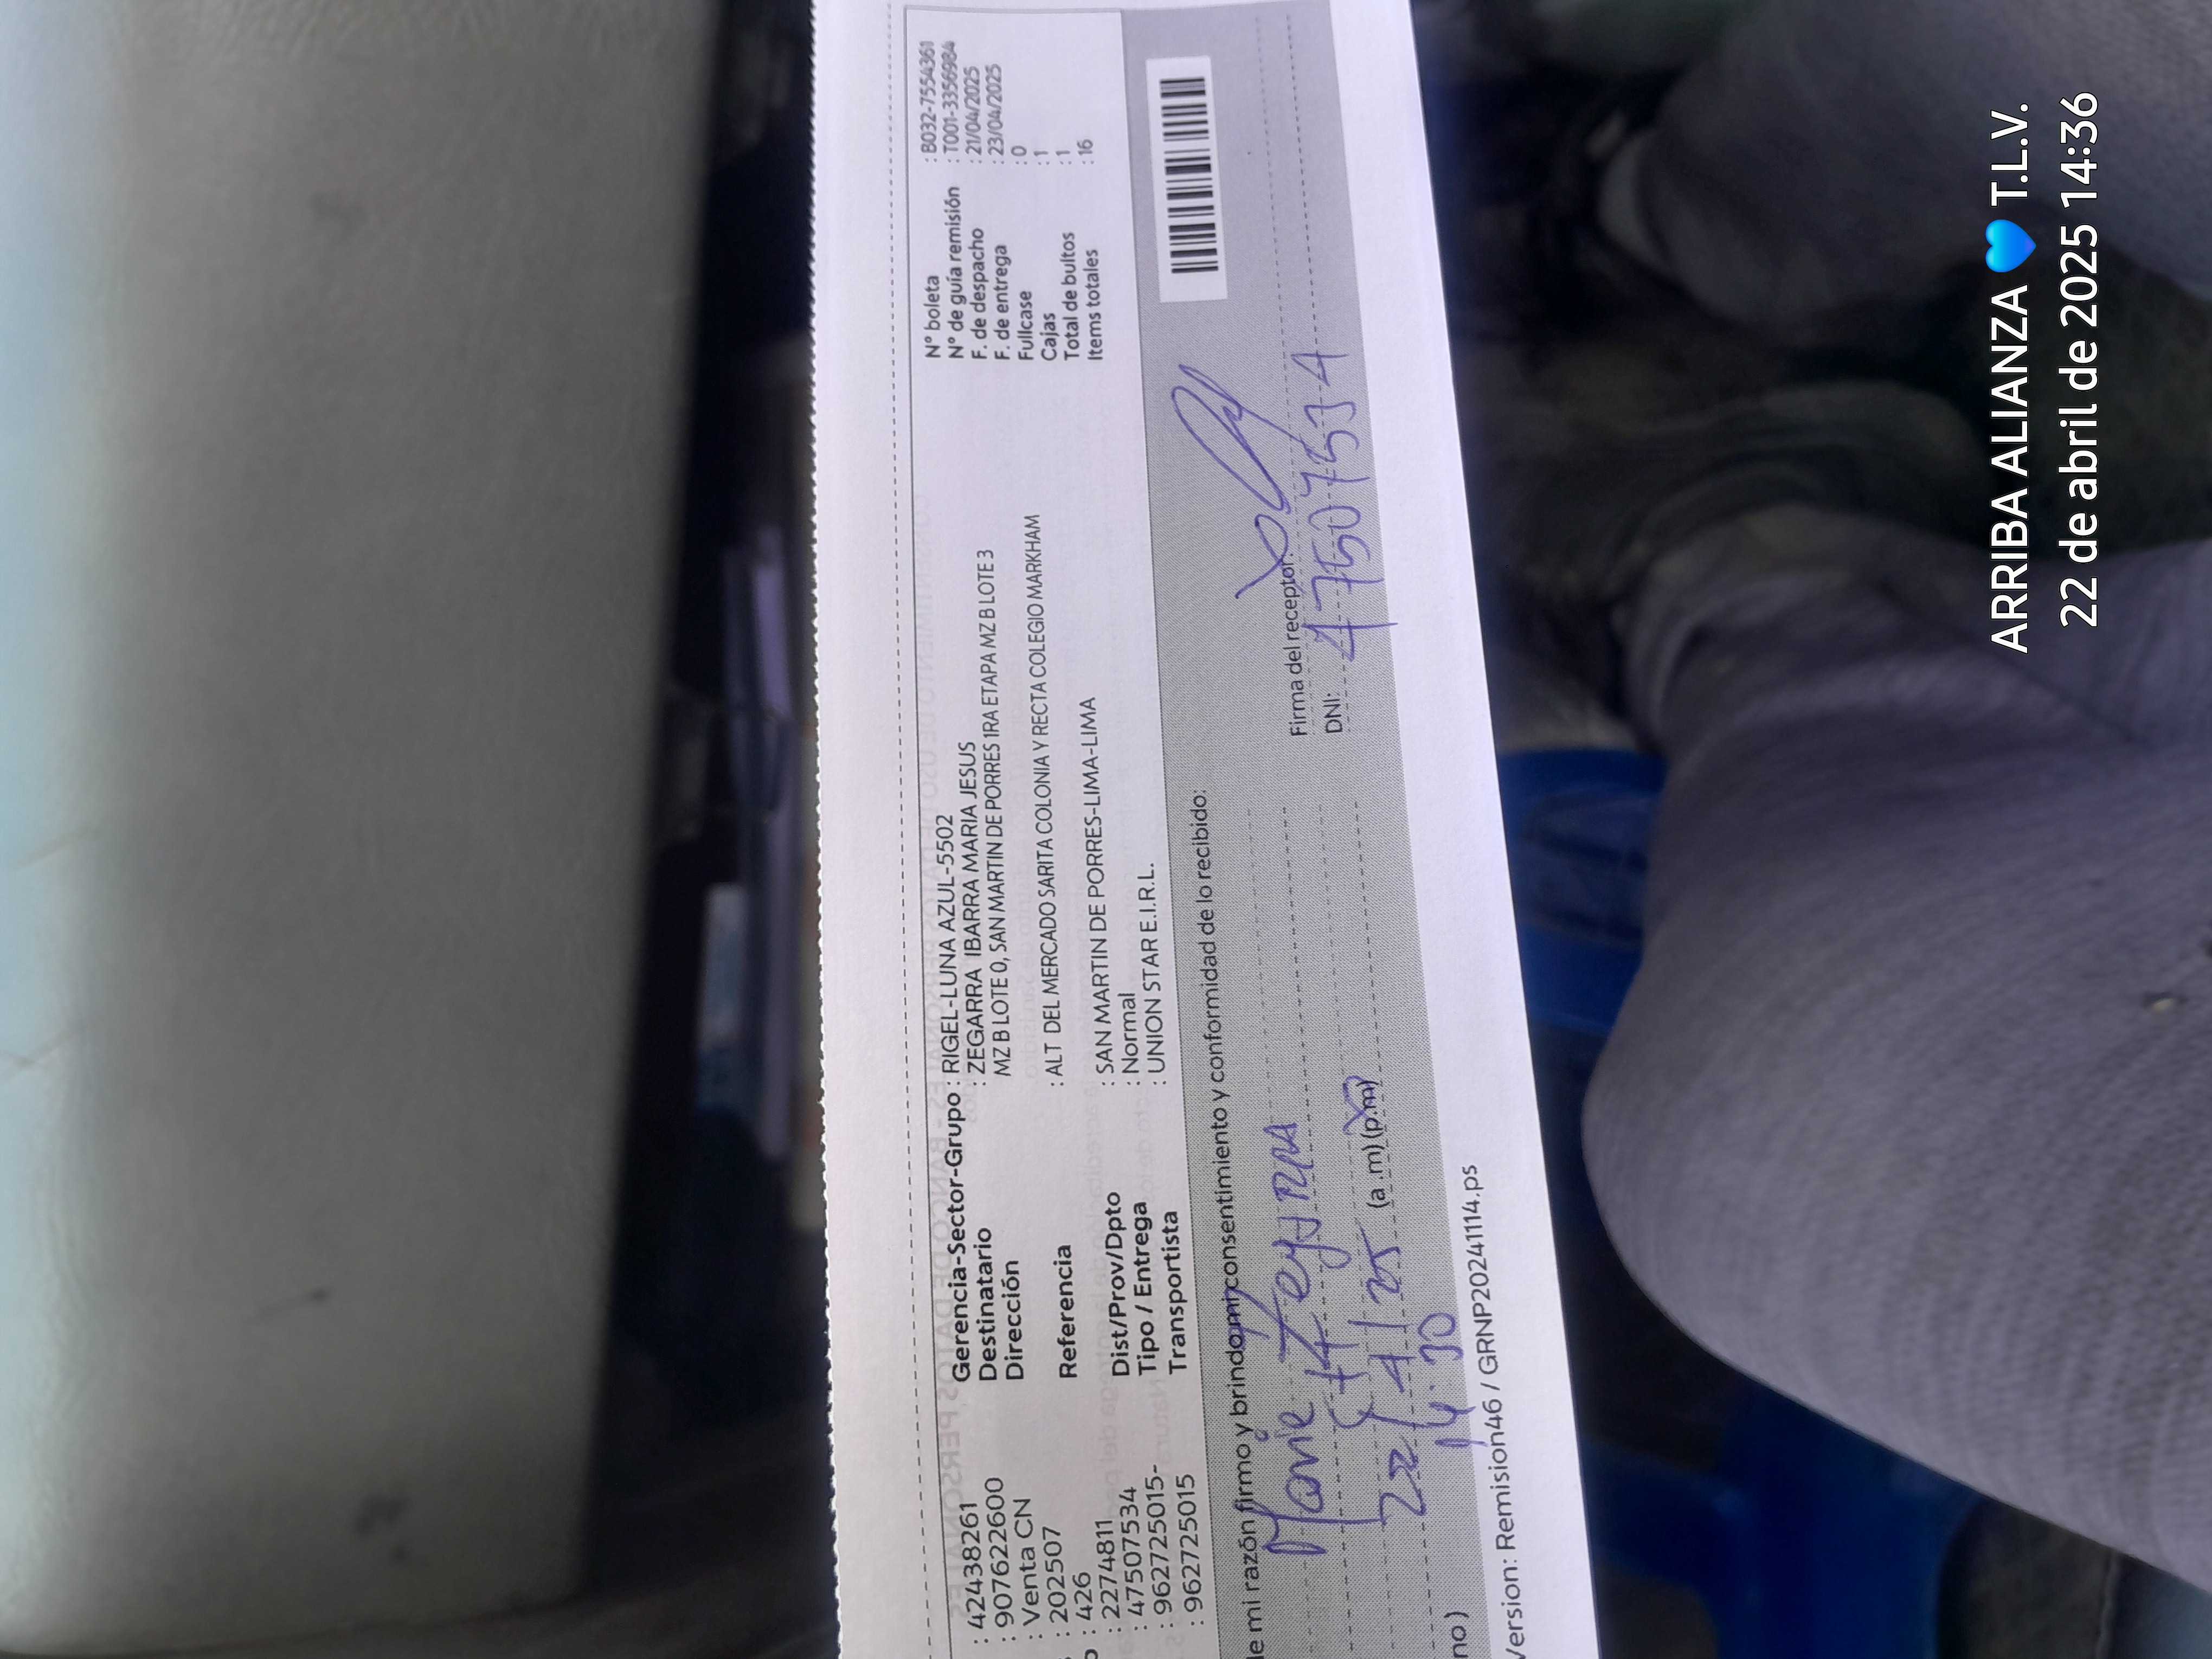 : 42438261
: 907622600
: Venta CN
: 202507
: 426
: 2274811
: 47507534
: 962725015-
: 962725015
Gerencia-Sector-Grupo : RIGEL-LUNA AZUL-5502
Destinatario : ZEGARRA IBARRA MARIA JESUS
Dirección MZ B LOTE 0, SAN MARTIN DE PORRES 1RA ETAPA MZ B LOTE 3
Referencia : ALT DEL MERCADO SARITA COLONIA Y RECTA COLEGIO MARKHAM
Dist/Prov/Dpto : SAN MARTIN DE PORRES-LIMA-LIMA
Tipo / Entrega : Normal
Transportista : UNION STAR E.I.R.L.
N° boleta : B032-7554361
N° de guía remisión : T001-3356984
F. de despacho : 21/04/2025
F. de entrega : 23/04/2025
Fullcase : 0
Cajas : 1
Total de bultos : 1
Items totales : 16
de mi razón firmo y brindo mi consentimiento y conformidad de lo recibido:
22/4/25 (a.m) (p.m)
14:30
Firma del receptor:
DNI: 47507534
no)
Version: Remision46 / GRNP20241114.ps
ARRIBA ALIANZA 💙 T.L.V.
22 de abril de 2025 14:36